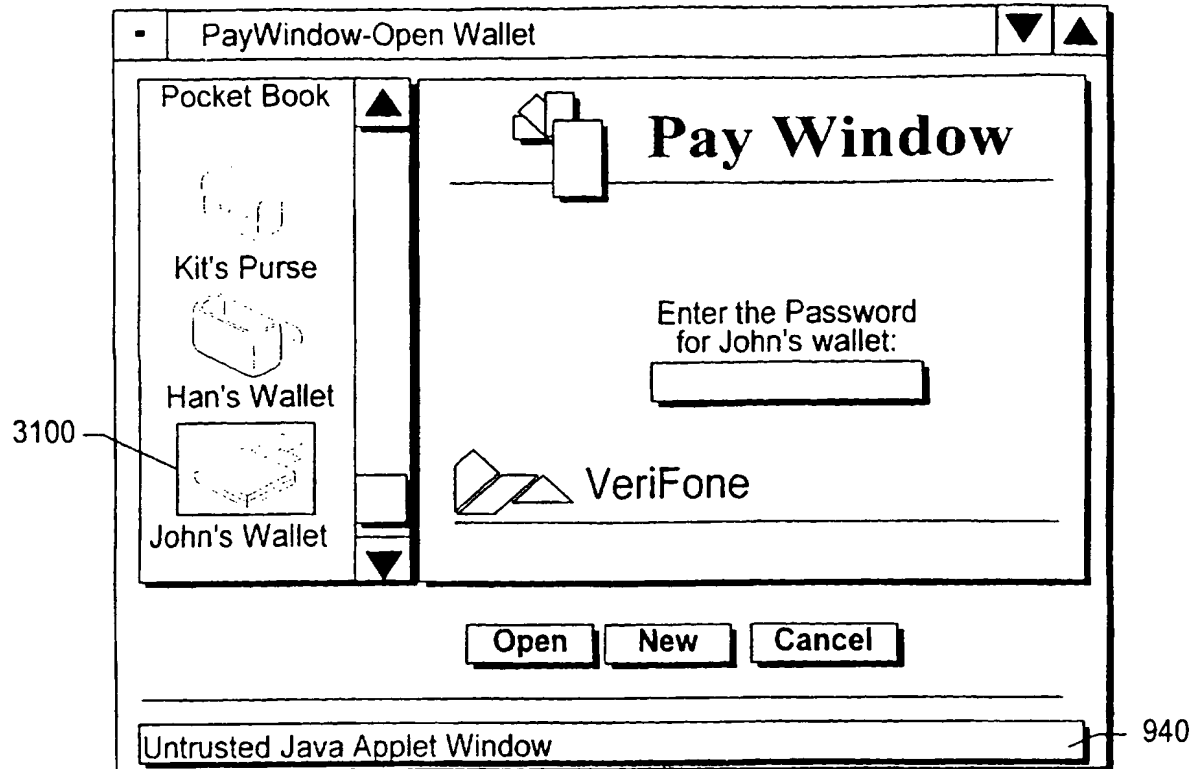 PayWindow-Open Wallet
Pocket Book
Kit's Purse
Han's Wallet
3100
John's Wallet
Pay Window
Enter the Password
for John's wallet:
VeriFone
Open
New
Cancel
Untrusted Java Applet Window
940